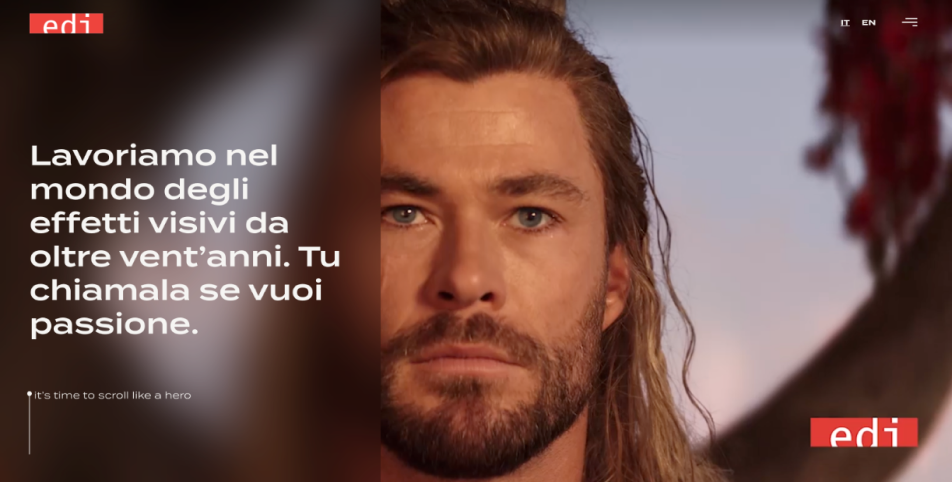 edi
IT EN
Lavoriamo nel
mondo degli
effetti visivi da
oltre vent’anni. Tu
chiamala se vuoi
passione.
it's time to scroll like a hero
edi